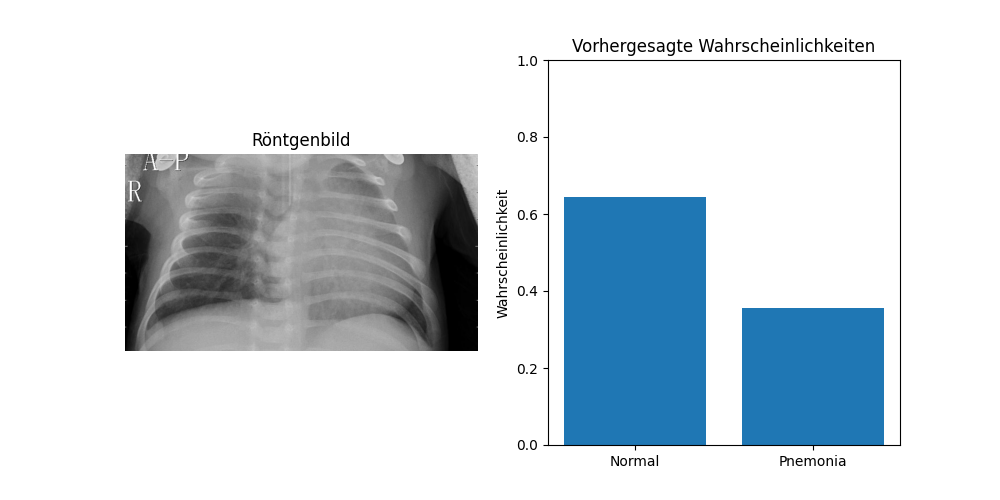 Röntgenbild
A-P
R
Vorhergesagte Wahrscheinlichkeiten
Wahrscheinlichkeit
1.0
0.8
0.6
0.4
0.2
0.0
Normal
Pnemonia